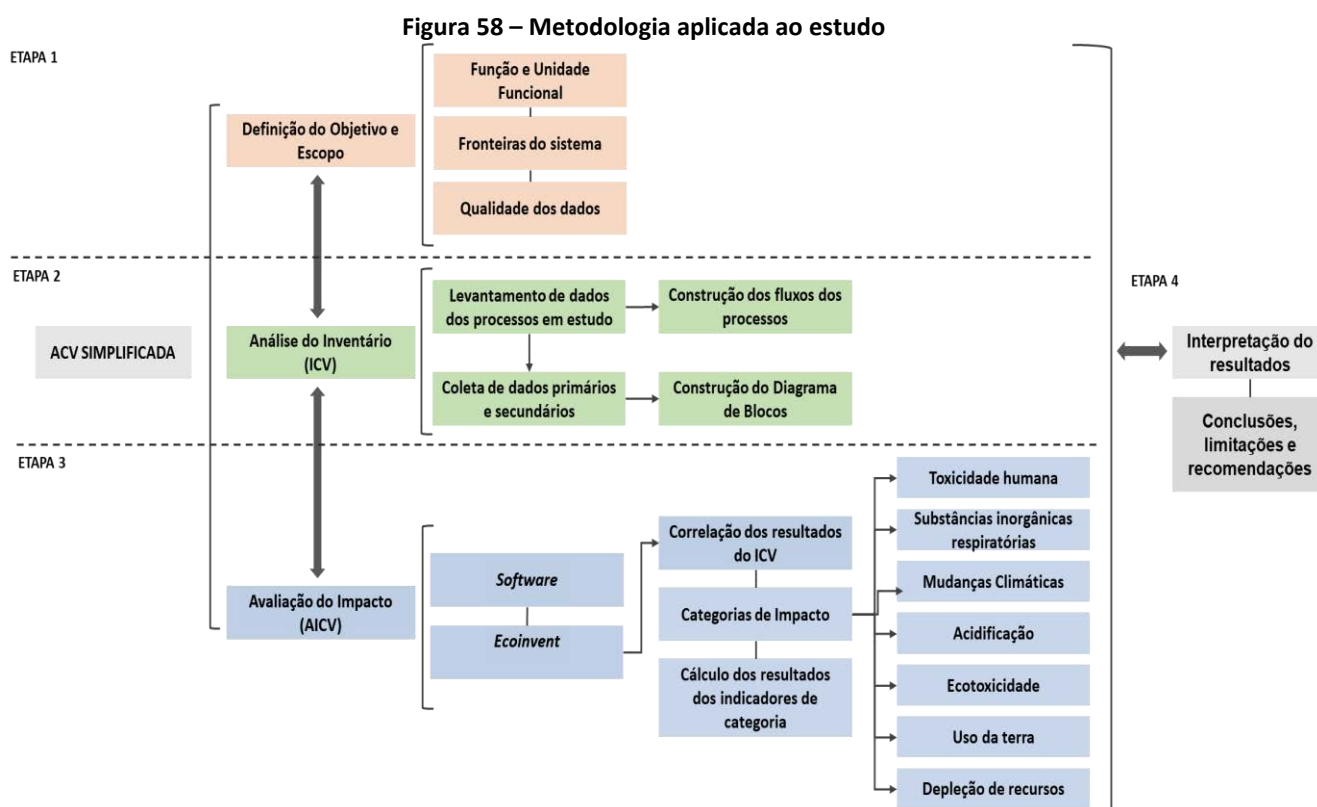 Figura 58 – Metodologia aplicada ao estudo
ETAPA 1
Definição do Objetivo e
Escopo
Função e Unidade
Funcional
Fronteiras do sistema
Qualidade dos dados
ETAPA 2
ACV SIMPLIFICADA
Análise do Inventário
(ICV)
Levantamento de dados
dos processos em estudo
Construção dos fluxos dos
processos
Coleta de dados primários
e secundários
Construção do Diagrama
de Blocos
ETAPA 3
Avaliação do Impacto
(AICV)
Software
Ecoinvent
Correlação dos resultados
do ICV
Categorias de Impacto
Cálculo dos resultados
dos indicadores de
categoria
Toxicidade humana
Substâncias inorgânicas
respiratórias
Mudanças Climáticas
Acidificação
Ecotoxicidade
Uso da terra
Depleção de recursos
ETAPA 4
Interpretação do
resultados
Conclusões,
limitações e
recomendações